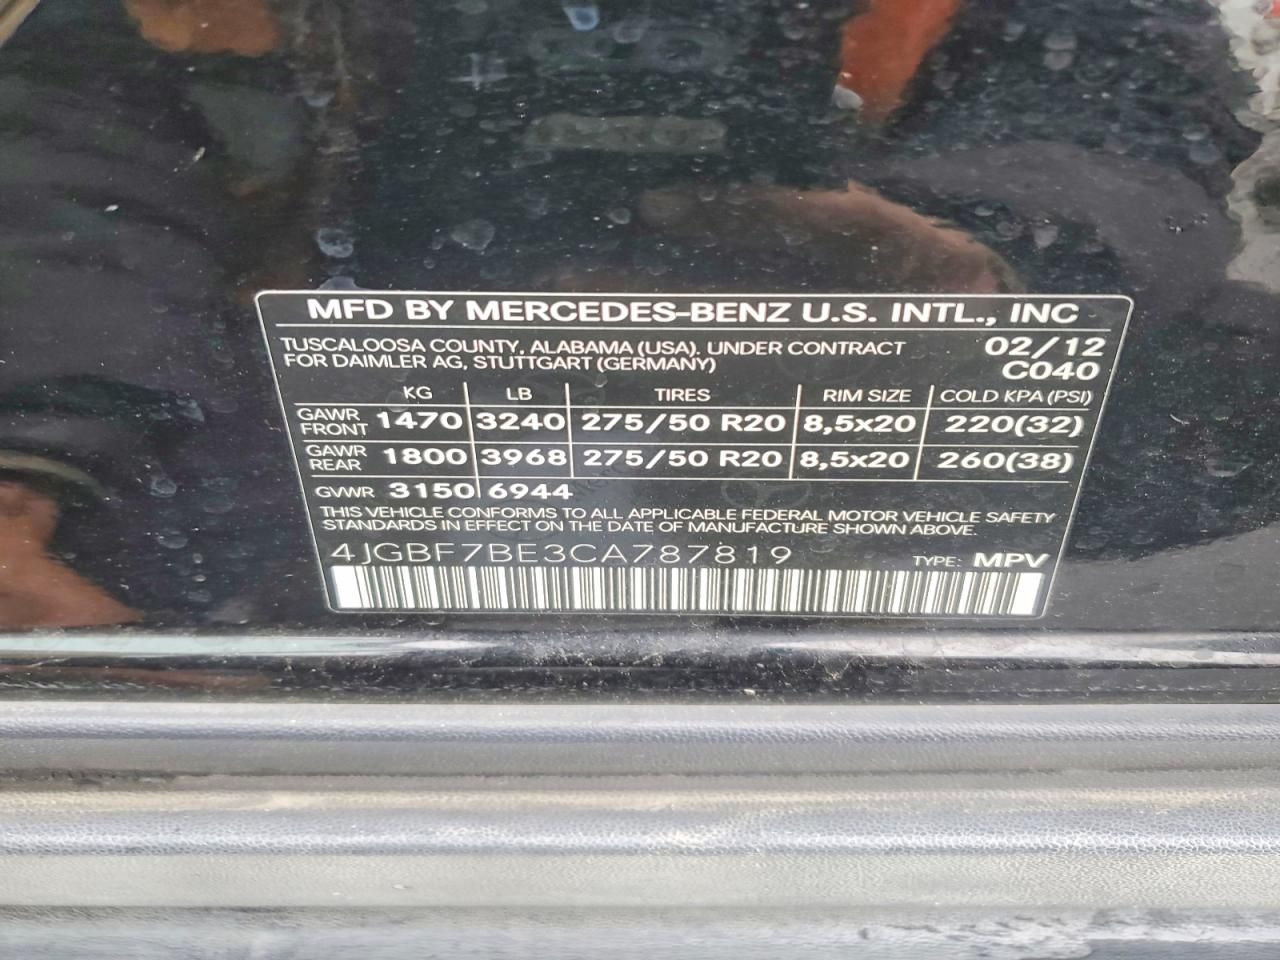 MFD BY MERCEDES-BENZ U.S. INTL., INC
TUSCALOOSA COUNTY, ALABAMA (USA). UNDER CONTRACT 02/12
FOR DAIMLER AG, STUTTGART (GERMANY) C040
KG LB TIRES RIM SIZE COLD KPA (PSI)
GAWR FRONT 1470 3240 275/50 R20 8,5x20 220(32)
GAWR REAR 1800 3968 275/50 R20 8,5x20 260(38)
GVWR 3150 6944
THIS VEHICLE CONFORMS TO ALL APPLICABLE FEDERAL MOTOR VEHICLE SAFETY
STANDARDS IN EFFECT ON THE DATE OF MANUFACTURE SHOWN ABOVE.
4JGBF7BE3CA787819 TYPE: MPV